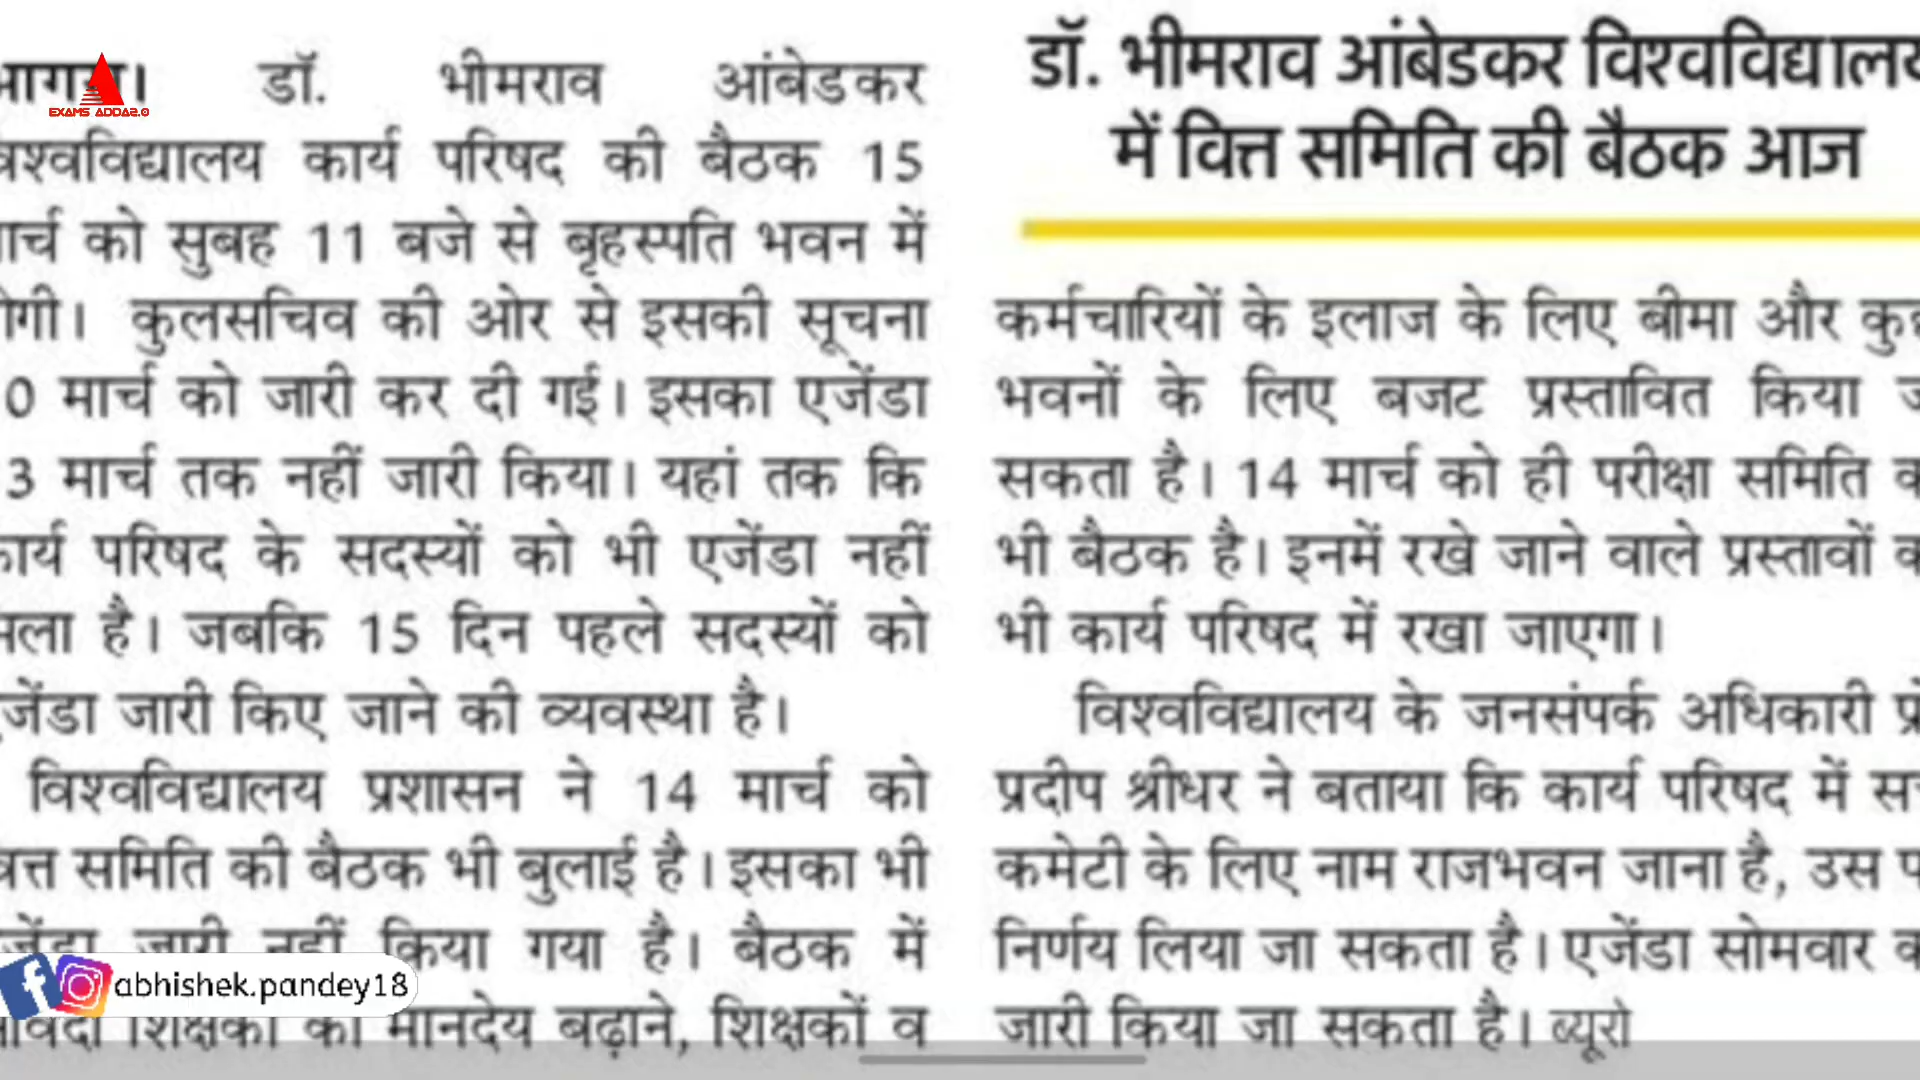 डॉ. भीमराव आंबेडकर
कार्य परिषद की बैठक 15
को सुबह 11 बजे से बृहस्पति भवन में
कुलसचिव की ओर से इसकी सूचना
0 मार्च को जारी कर दी गई। इसका एजेंडा
3 मार्च तक नहीं जारी किया। यहां तक कि
परिषद के सदस्यों को भी एजेंडा नहीं
है। जबकि 15 दिन पहले सदस्यों को
जारी किए जाने की व्यवस्था है।
विश्वविद्यालय प्रशासन ने 14 मार्च को
समिति की बैठक भी बुलाई है। इसका भी
जारी नहीं किया गया है। बैठक में
शिक्षकों का मानदेय बढ़ाने, शिक्षकों व
डॉ. भीमराव आंबेडकर विश्वविद्यालय
में वित्त समिति की बैठक आज
कर्मचारियों के इलाज के लिए बीमा और
भवनों के लिए बजट प्रस्तावित किया
सकता है। 14 मार्च को ही परीक्षा समिति
भी बैठक है। इनमें रखे जाने वाले प्रस्तावों
भी कार्य परिषद में रखा जाएगा।
विश्वविद्यालय के जनसंपर्क अधिकारी
प्रदीप श्रीधर ने बताया कि कार्य परिषद में
कमेटी के लिए नाम राजभवन जाना है, उस
निर्णय लिया जा सकता है। एजेंडा सोमवार
जारी किया जा सकता है। ब्यूरो
EXAMS ADDA2.0
abhishek.pandey18